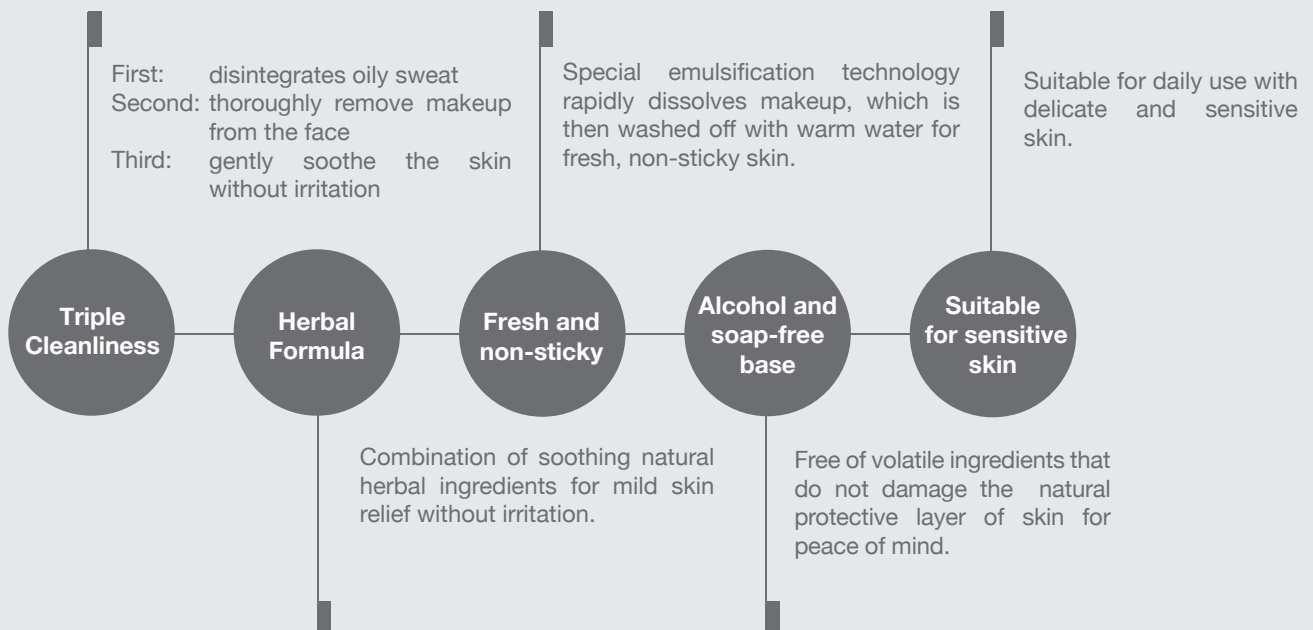 First: disintegrates oily sweat
Second: thoroughly remove makeup
from the face
Third: gently soothe the skin
without irritation
Special emulsification technology
rapidly dissolves makeup, which is
then washed off with warm water for
fresh, non-sticky skin.
Suitable for daily use with
delicate and sensitive
skin.
Triple
Cleanliness
Herbal
Formula
Fresh and
non-sticky
Alcohol and
soap-free
base
Suitable
for sensitive
skin
Combination of soothing natural
herbal ingredients for mild skin
relief without irritation.
Free of volatile ingredients that
do not damage the natural
protective layer of skin for
peace of mind.